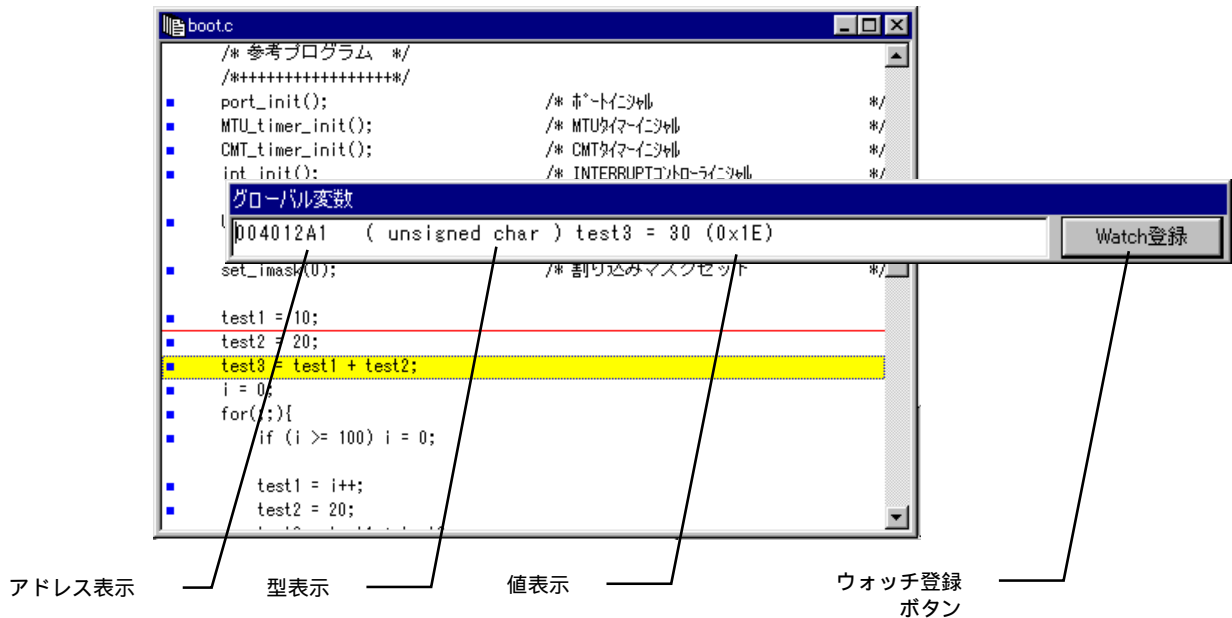 boot.c
/* 参考プログラム */
/*++++++++++++++++++*/
port_init(); /* ﾎﾟｰﾄｲﾆｼｬﾙ */
MTU_timer_init(); /* MTUﾀｲﾏｰｲﾆｼｬﾙ */
CMT_timer_init(); /* CMTﾀｲﾏｰｲﾆｼｬﾙ */
int_init(); /* INTERRUPTｺﾝﾄﾛｰﾗｲﾆｼｬﾙ */
グローバル変数
004012A1 ( unsigned char ) test3 = 30 (0x1E)
Watch登録
set_imask(0); /* 割り込みマスクセット */
test1 = 10;
test2 = 20;
test3 = test1 + test2;
i = 0;
for(;;){
if (i >= 100) i = 0;
test1 = i++;
test2 = 20;
アドレス表示
型表示
値表示
ウォッチ登録
ボタン